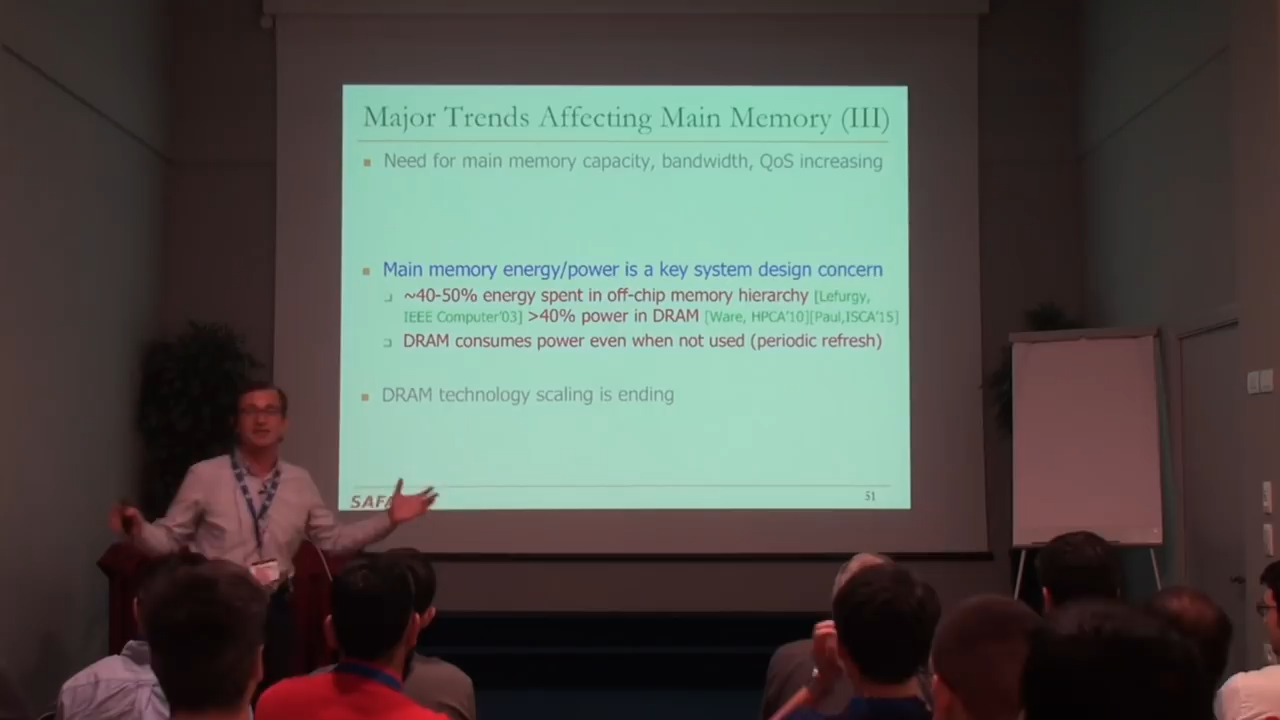 Major Trends Affecting Main Memory (III)
Need for main memory capacity, bandwidth, QoS increasing
Main memory energy/power is a key system design concern
~40-50% energy spent in off-chip memory hierarchy [Lefurgy,
IEEE Computer'03] >40% power in DRAM [Ware, HPCA'10][Paul,ISCA'15]
DRAM consumes power even when not used (periodic refresh)
DRAM technology scaling is ending
51